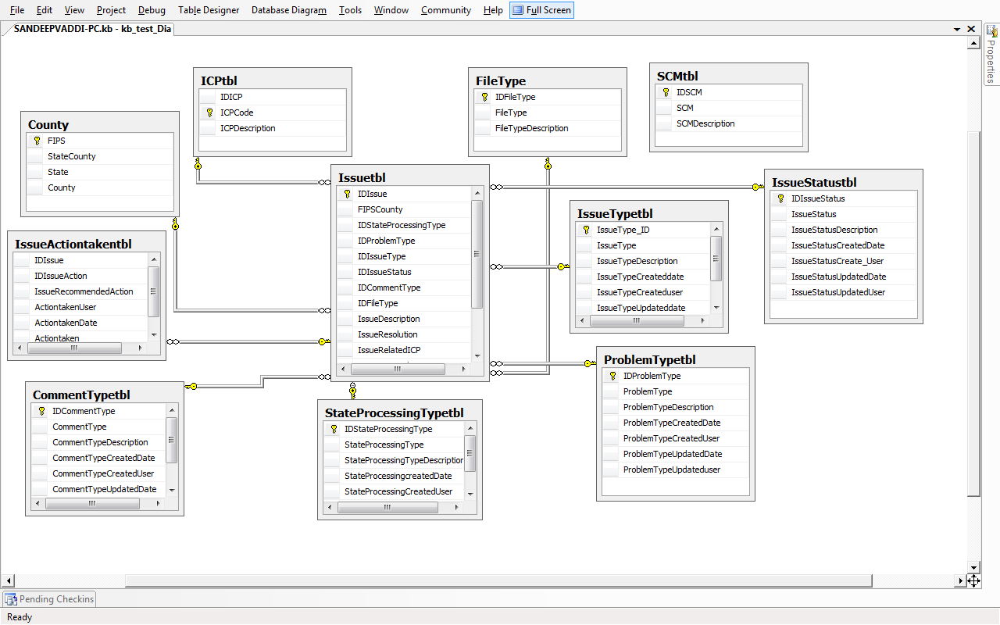 File Edit View Project Debug Table Designer Database Diagram Tools Window Community Help Full Screen
SANDEEPVADDI-PC.kb - kb_test_Dia
Properties
ICPtbl
IDICP
ICPCode
ICPDescription
FileType
IDFileType
FileType
FileTypeDescription
SCMtbl
IDSCM
SCM
SCMDescription
County
FIPS
StateCounty
State
County
Issuetbl
IDIssue
FIPSCounty
IDStateProcessingType
IDProblemType
IDIssueType
IDIssueStatus
IDCommentType
IDFileType
IssueDescription
IssueResolution
IssueRelatedICP
IssueStatustbl
IDIssueStatus
IssueStatus
IssueStatusDescription
IssueStatusCreatedDate
IssueStatusCreate_User
IssueStatusUpdatedDate
IssueStatusUpdatedUser
IssueTypetbl
IssueType_ID
IssueType
IssueTypeDescription
IssueTypeCreateddate
IssueTypeCreateduser
IssueTypeUpdateddate
IssueActiontakentbl
IDIssue
IDIssueAction
IssueRecommendedAction
ActiontakenUser
ActiontakenDate
Actiontaken
ProblemTypetbl
IDProblemType
ProblemType
ProblemTypeDescription
ProblemTypeCreatedDate
ProblemTypeCreatedUser
ProblemTypeUpdatedDate
ProblemTypeUpdateduser
CommentTypetbl
IDCommentType
CommentType
CommentTypeDescription
CommentTypeCreatedDate
CommentTypeCreatedUser
CommentTypeUpdatedDate
StateProcessingTypetbl
IDStateProcessingType
StateProcessingType
StateProcessingTypeDescription
StateProcessingcreatedDate
StateProcessingCreatedUser
Pending Checkins
Ready